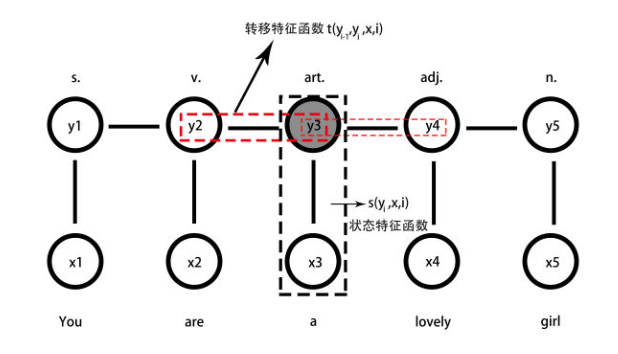 转移特征函数 t(y_{i-1},y_i,x,i)
s. v. art. adj. n.
y1 y2 y3 y4 y5
s(y_i,x,i)
状态特征函数
x1 x2 x3 x4 x5
You are a lovely girl